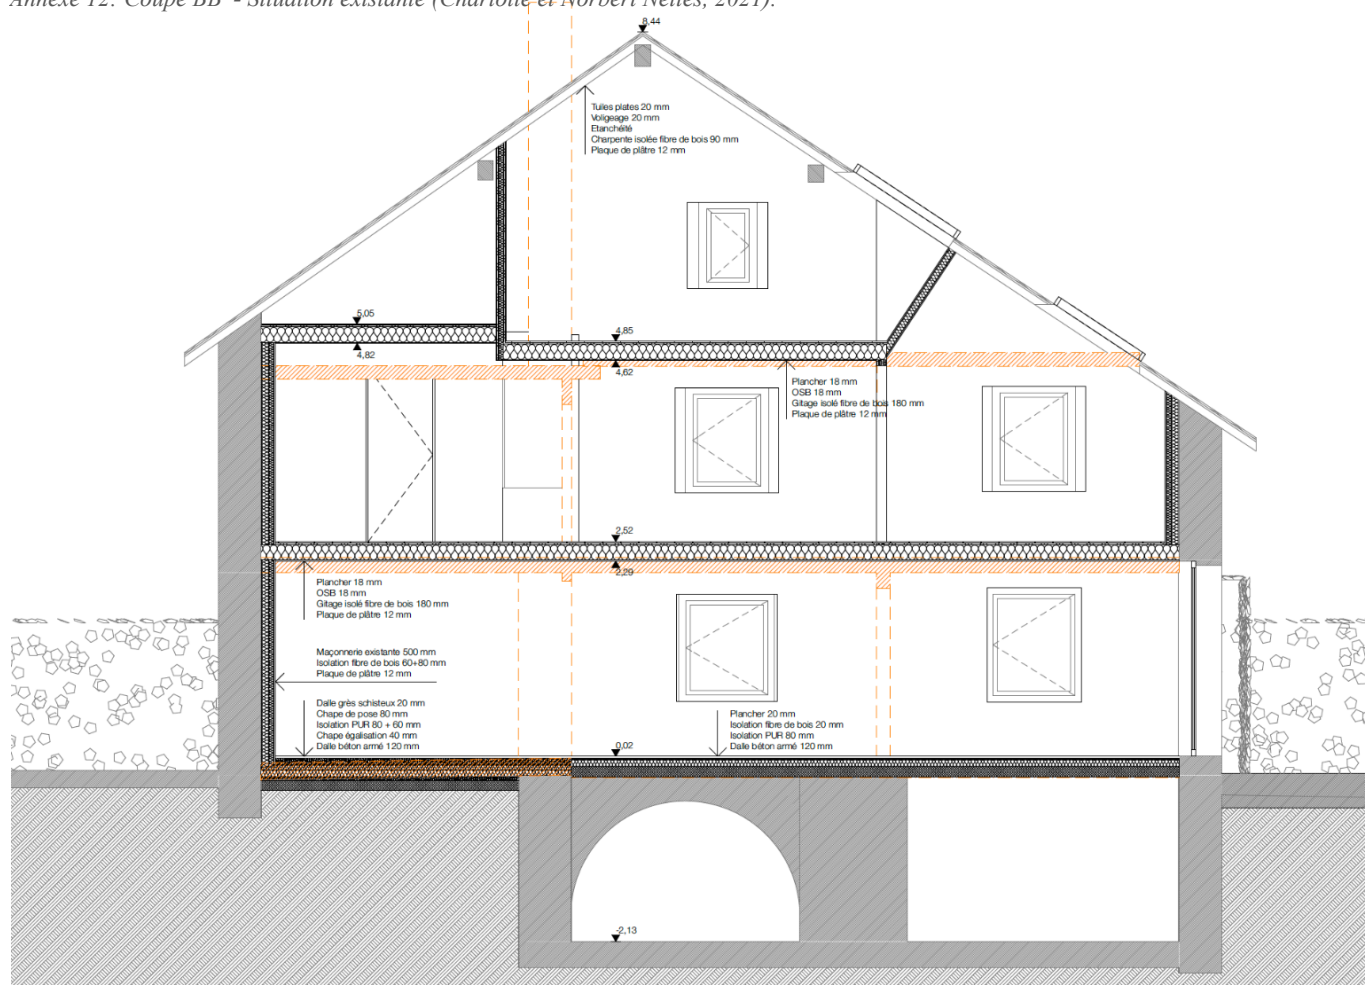 Annexe 12: Coupe BB' - Situation existante (Charlotte et Norbert Nelles, 2021).
8,44
Tuiles plates 20 mm
Voligeage 20 mm
Etanchéité
Charpente isolée fibre de bois 90 mm
Plaque de plâtre 12 mm
5,05
4,82
4,85
4,62
Plancher 18 mm
OSB 18 mm
Gitage isolé fibre de bois 180 mm
Plaque de plâtre 12 mm
2,52
2,29
Plancher 18 mm
OSB 18 mm
Gitage isolé fibre de bois 180 mm
Plaque de plâtre 12 mm
Maçonnerie existante 500 mm
Isolation fibre de bois 60+80 mm
Plaque de plâtre 12 mm
Dalle grès schisteux 20 mm
Chape de pose 80 mm
Isolation PUR 80 + 60 mm
Chape égalisation 40 mm
Dalle béton armé 120 mm
Plancher 20 mm
Isolation fibre de bois 20 mm
Isolation PUR 80 mm
Dalle béton armé 120 mm
0,02
-2,13